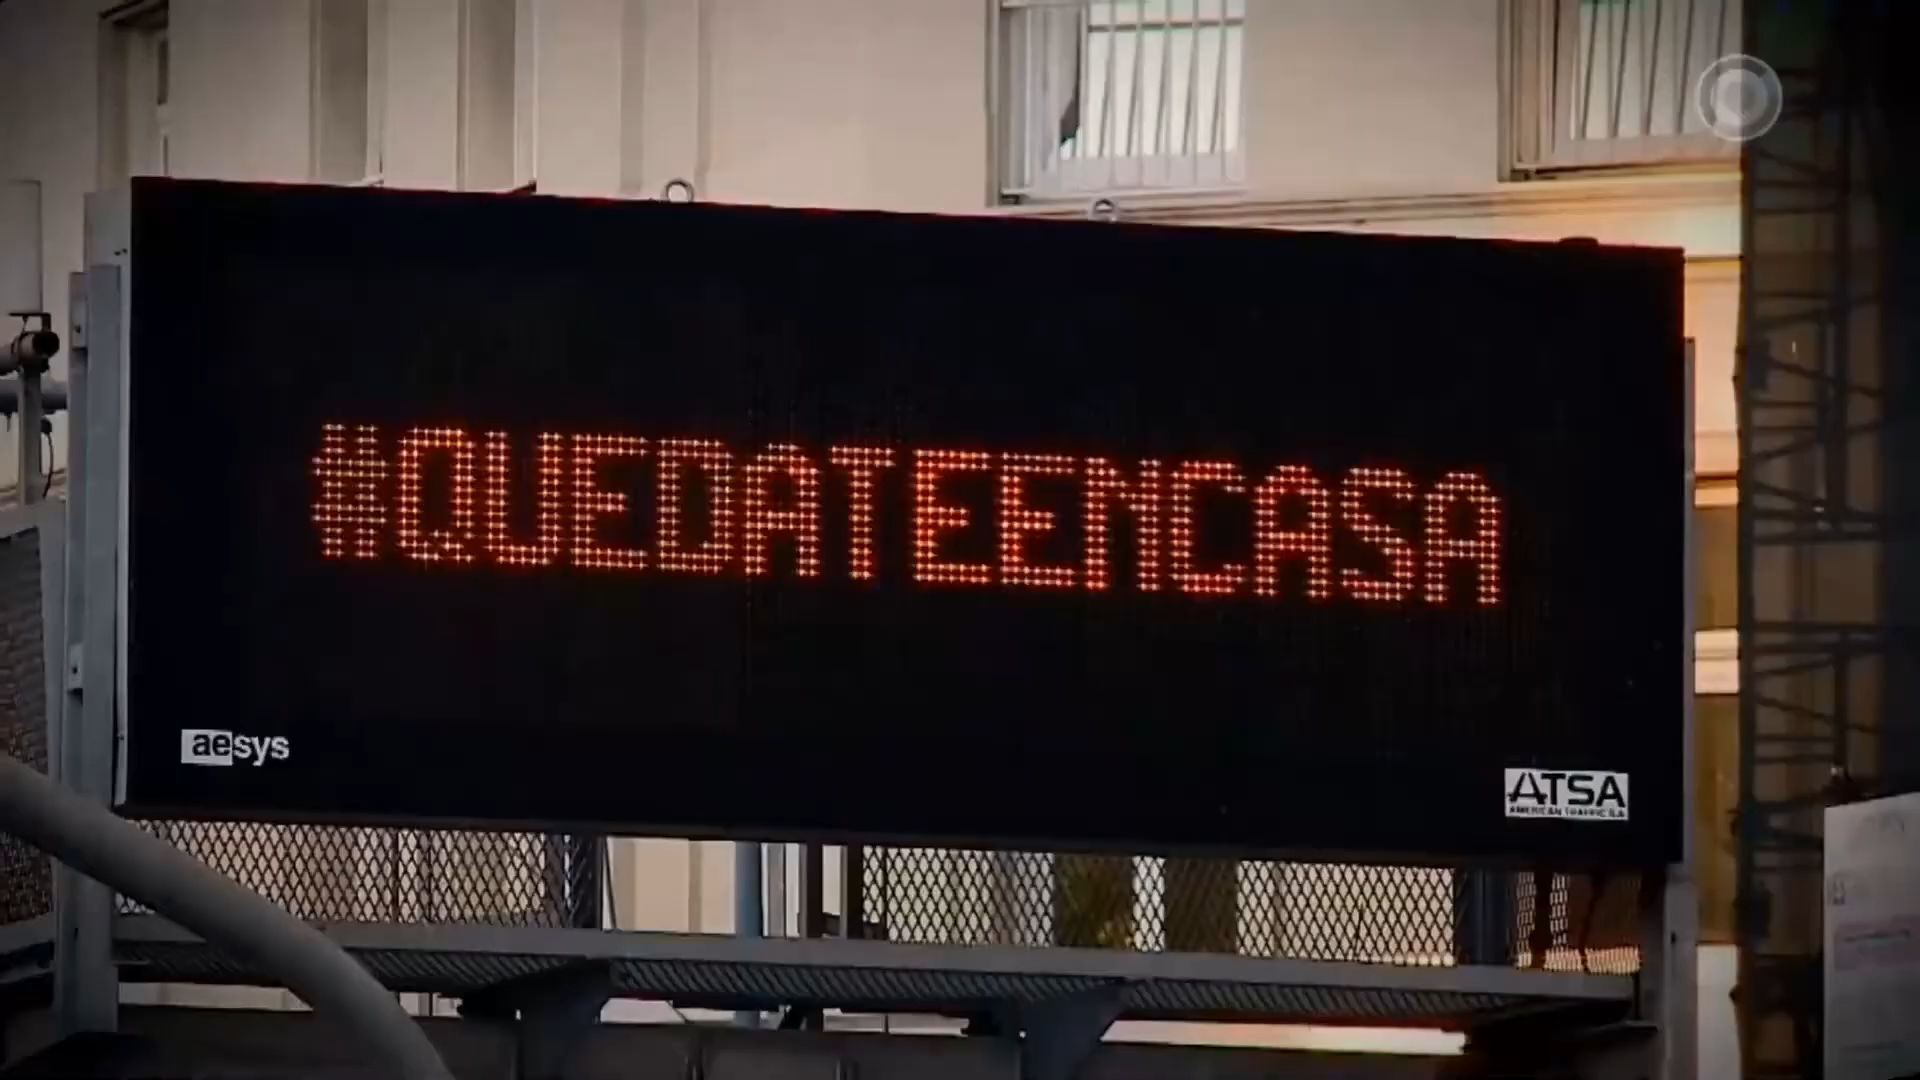 #QUEDATEENCASA
aesys
ATSA
AMERICAN TRAFFIC S.A.